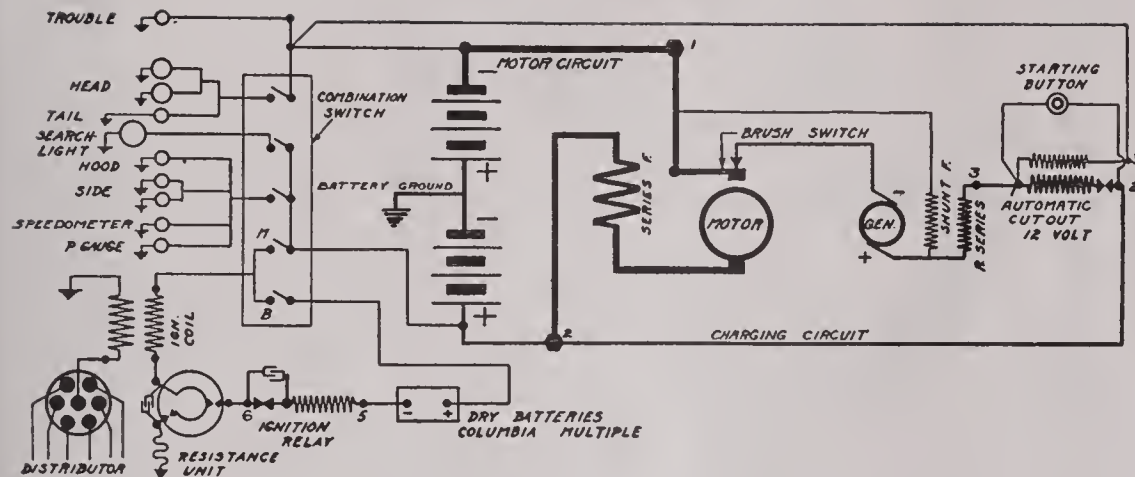 TROUBLE
HEAD
TAIL
SEARCH-
LIGHT
HOOD
SIDE
SPEEDOMETER
P GAUGE
COMBINATION
SWITCH
BATTERY GROUND
M
B
MOTOR CIRCUIT
1
-
+
-
+
SERIES F.
BRUSH SWITCH
MOTOR
GEN.
-
+
SHUNT F.
R. SERIES
3
STARTING
BUTTON
AUTOMATIC
CUTOUT
12 VOLT
1
2
2
CHARGING CIRCUIT
IGN.
COIL
6
IGNITION
RELAY
5
- +
DRY BATTERIES
COLUMBIA MULTIPLE
DISTRIBUTOR
RESISTANCE
UNIT